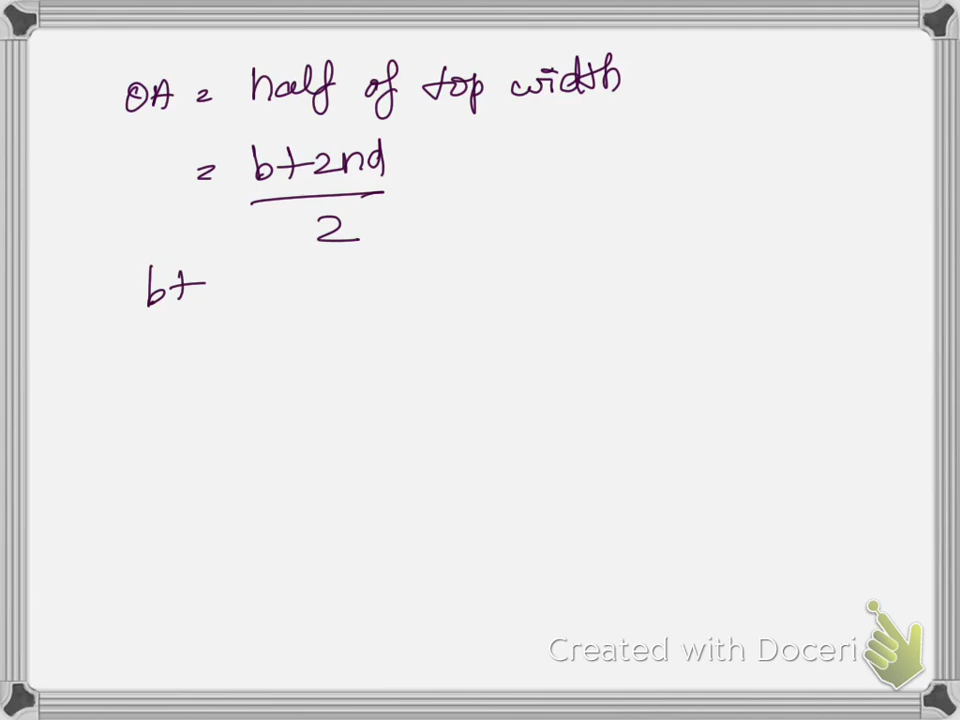 OA = half of top width
= b+2nd
2
b+
Created with Doceri